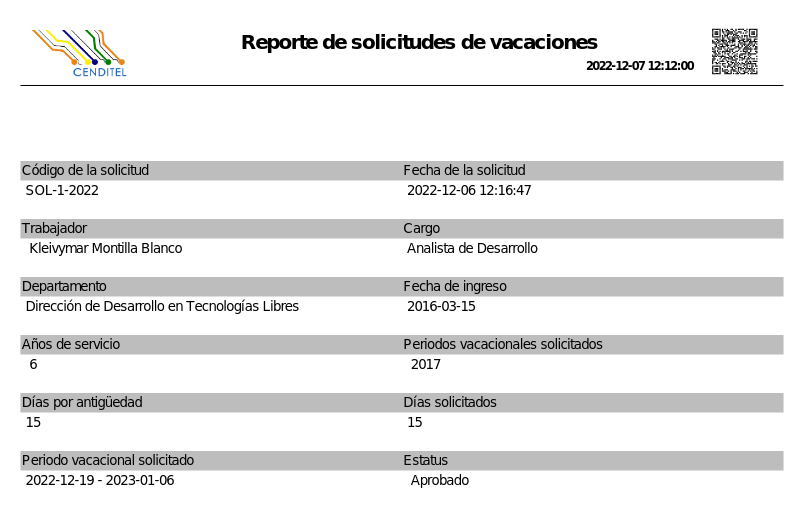 CENDITEL
Reporte de solicitudes de vacaciones
2022-12-07 12:12:00
Código de la solicitud Fecha de la solicitud
SOL-1-2022 2022-12-06 12:16:47
Trabajador Cargo
Kleivymar Montilla Blanco Analista de Desarrollo
Departamento Fecha de ingreso
Dirección de Desarrollo en Tecnologías Libres 2016-03-15
Años de servicio Periodos vacacionales solicitados
6 2017
Días por antigüedad Días solicitados
15 15
Periodo vacacional solicitado Estatus
2022-12-19 - 2023-01-06 Aprobado